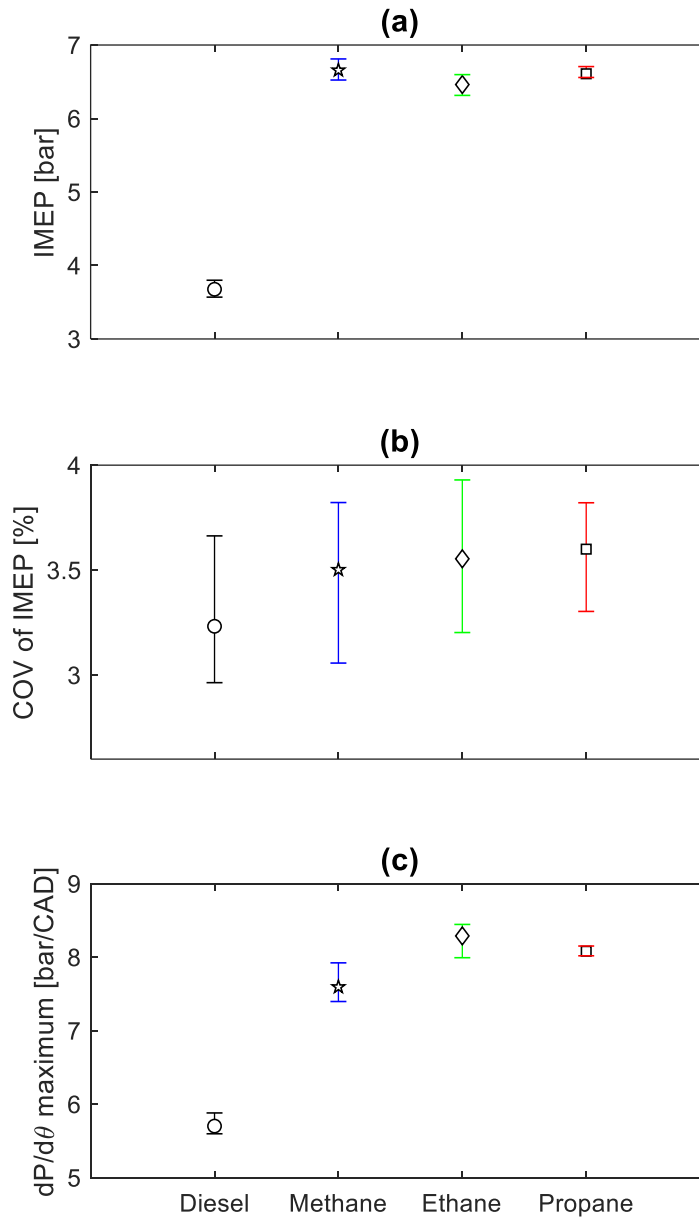 (a)
IMEP [bar]
7
6
5
4
3
(b)
COV of IMEP [%]
4
3.5
3
(c)
dP/dθ maximum [bar/CAD]
9
8
7
6
5
Diesel Methane Ethane Propane